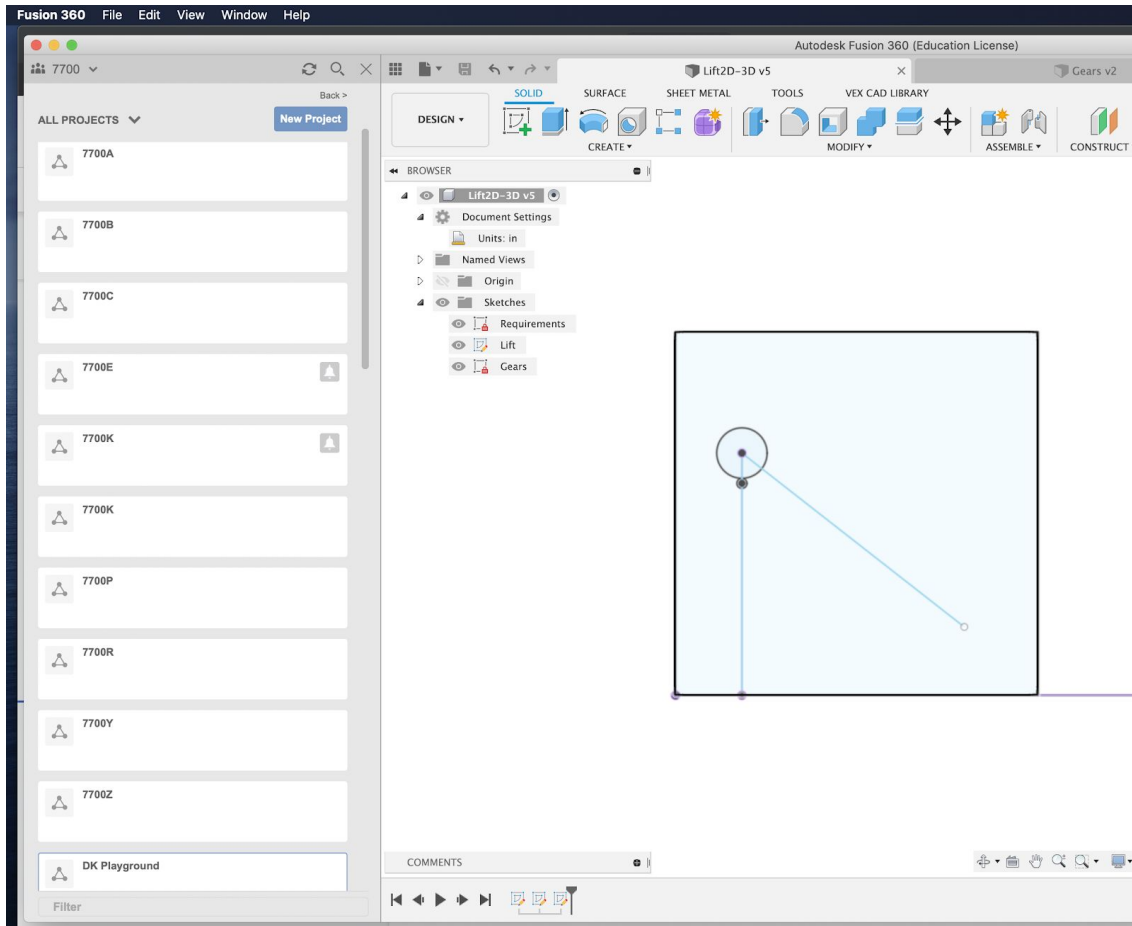 Fusion 360 File Edit View Window Help
Autodesk Fusion 360 (Education License)
7700
Lift2D-3D v5
Gears v2
Back >
ALL PROJECTS
New Project
7700A
7700B
7700C
7700E
7700K
7700K
7700P
7700R
7700Y
7700Z
DK Playground
Filter
SOLID SURFACE SHEET METAL TOOLS VEX CAD LIBRARY
DESIGN
CREATE MODIFY ASSEMBLE CONSTRUCT
BROWSER
Lift2D-3D v5
Document Settings
Units: in
Named Views
Origin
Sketches
Requirements
Lift
Gears
COMMENTS